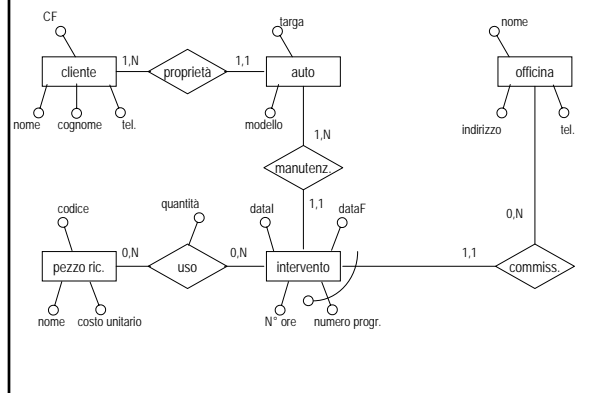 CF
targa
nome
cliente
1,N
proprietà
1,1
auto
officina
nome
cognome
tel.
modello
indirizzo
tel.
1,N
manutenz.
codice
quantità
dataI
1,1
dataF
0,N
pezzo ric.
0,N
uso
0,N
intervento
1,1
commiss.
nome
costo unitario
N° ore
numero progr.